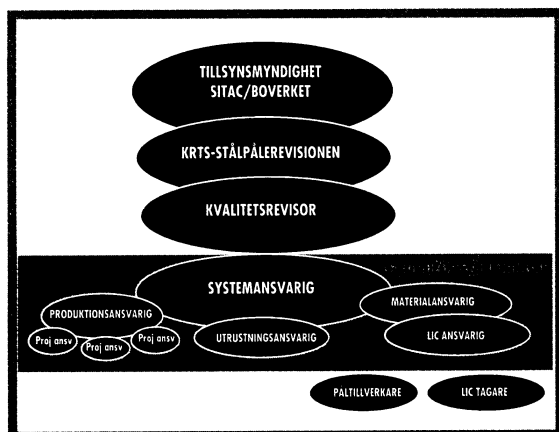 TILLSYNSMYNDIGHET
SITAC/BOVERKET
KRTS-STÅLPÅLEREVISIONEN
KVALITETSREVISOR
SYSTEMANSVARIG
MATERIALANSVARIG
PRODUKTIONSANSVARIG
Proj ansv
Proj ansv
Proj ansv
UTRUSTNINGSANSVARIG
LIC ANSVARIG
PÅLTILLVERKARE
LIC TAGARE